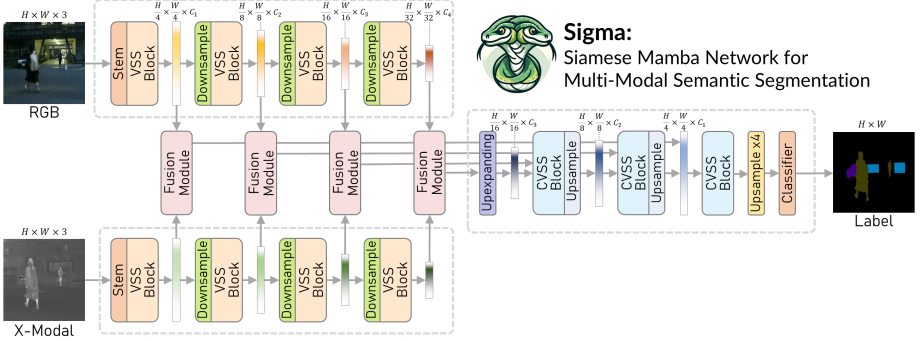 H × W × 3
RGB
Stem
VSS
Block
H/4 × W/4 × C₁
Downsample
VSS
Block
H/8 × W/8 × C₂
Downsample
VSS
Block
H/16 × W/16 × C₃
Downsample
VSS
Block
H/32 × W/32 × C₄
Sigma:
Siamese Mamba Network for
Multi-Modal Semantic Segmentation
Fusion
Module
Fusion
Module
Fusion
Module
Fusion
Module
Upexpanding
H/16 × W/16 × C₃
CVSS
Block
Upsample
H/8 × W/8 × C₂
CVSS
Block
Upsample
H/4 × W/4 × C₁
CVSS
Block
Upsample x4
Classifier
H × W
Label
H × W × 3
X-Modal
Stem
VSS
Block
Downsample
VSS
Block
Downsample
VSS
Block
Downsample
VSS
Block